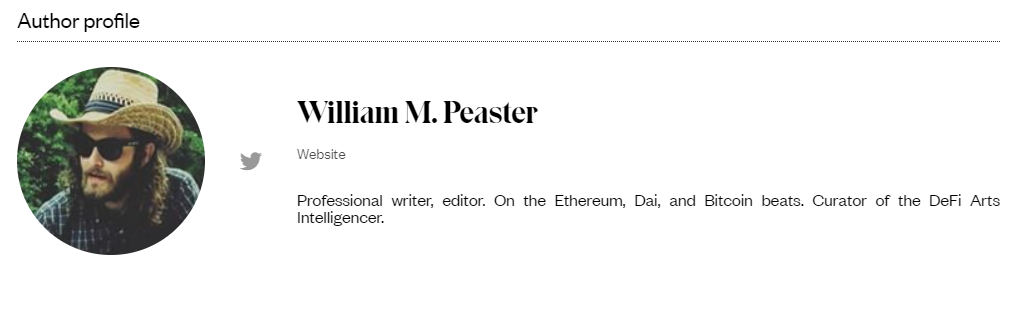 Author profile
William M. Peaster
Website
Professional writer, editor. On the Ethereum, Dai, and Bitcoin beats. Curator of the DeFi Arts
Intelligencer.